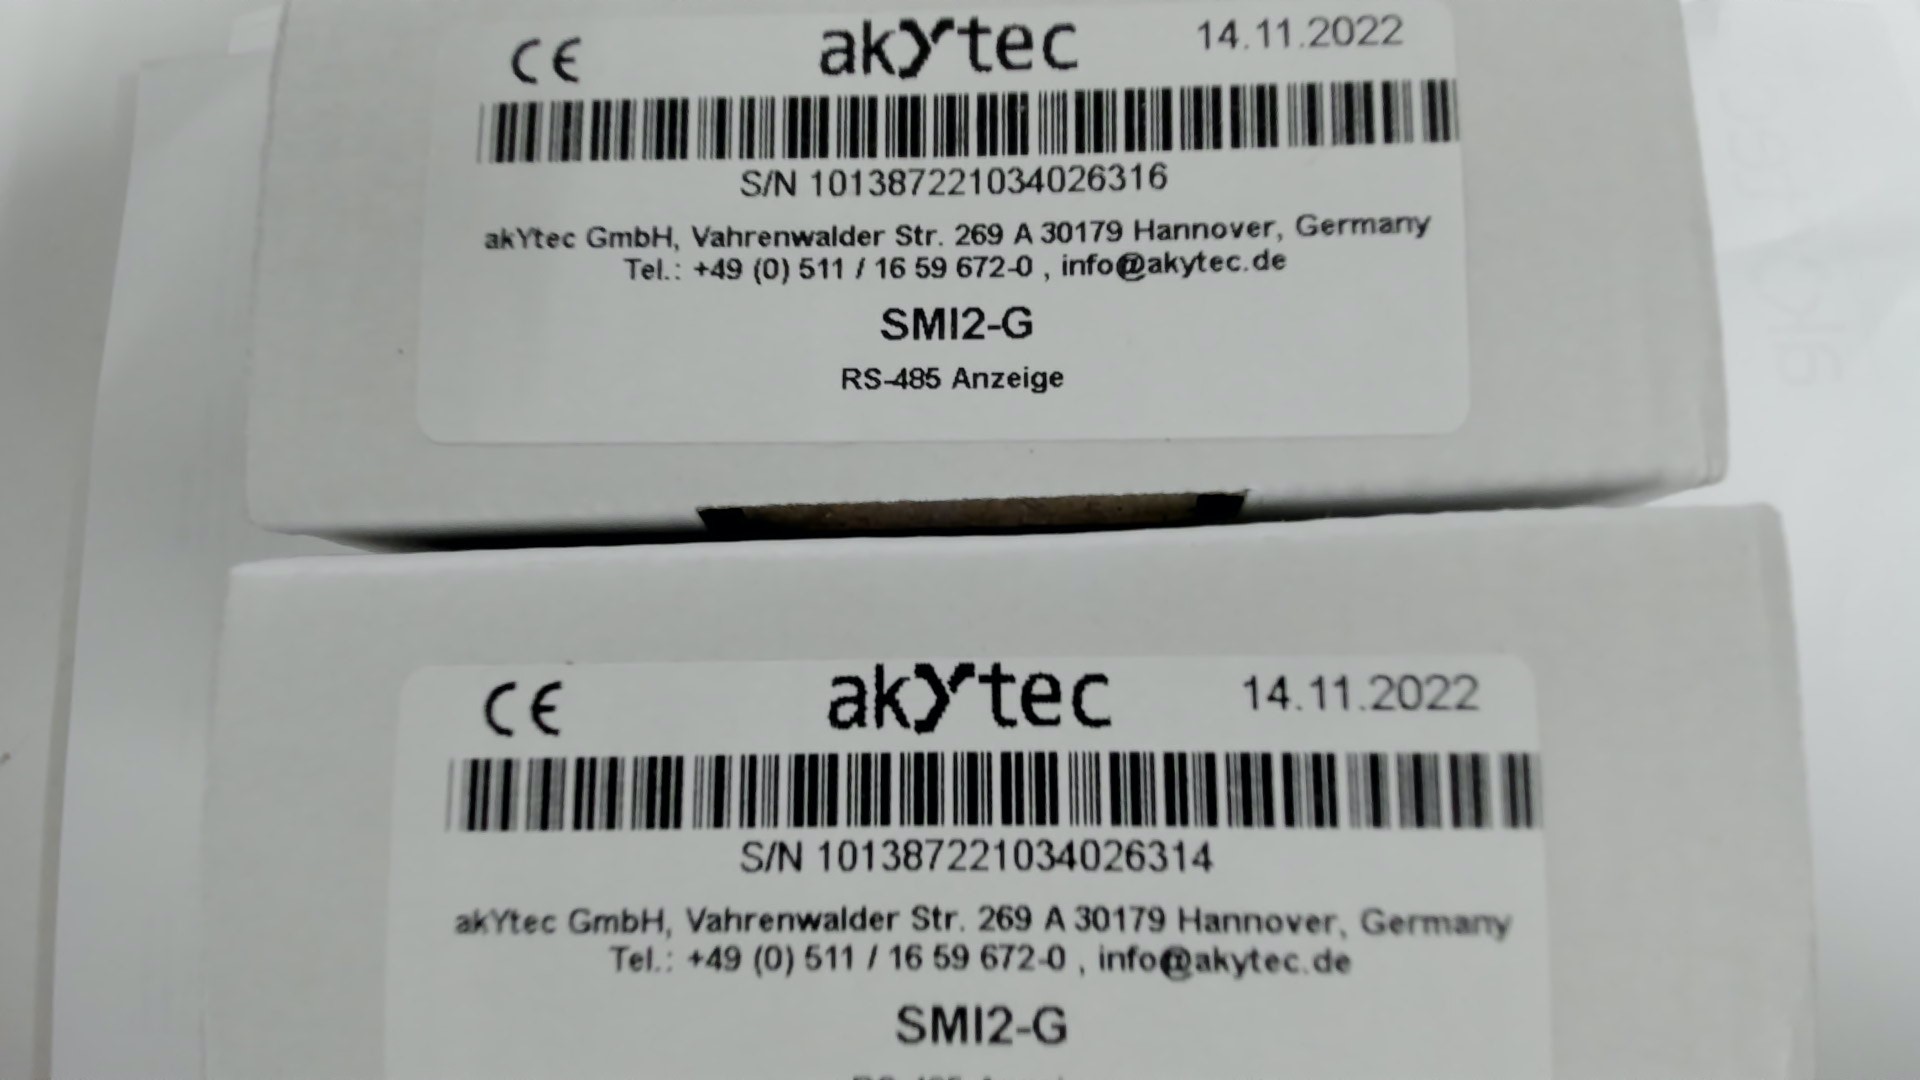 CE akYtec 14.11.2022
S/N 101387221034026316
akYtec GmbH, Vahrenwalder Str. 269 A 30179 Hannover, Germany
Tel.: +49 (0) 511 / 16 59 672-0 , info@akytec.de
SMI2-G
RS-485 Anzeige
CE akYtec 14.11.2022
S/N 101387221034026314
akYtec GmbH, Vahrenwalder Str. 269 A 30179 Hannover, Germany
Tel.: +49 (0) 511 / 16 59 672-0 , info@akytec.de
SMI2-G